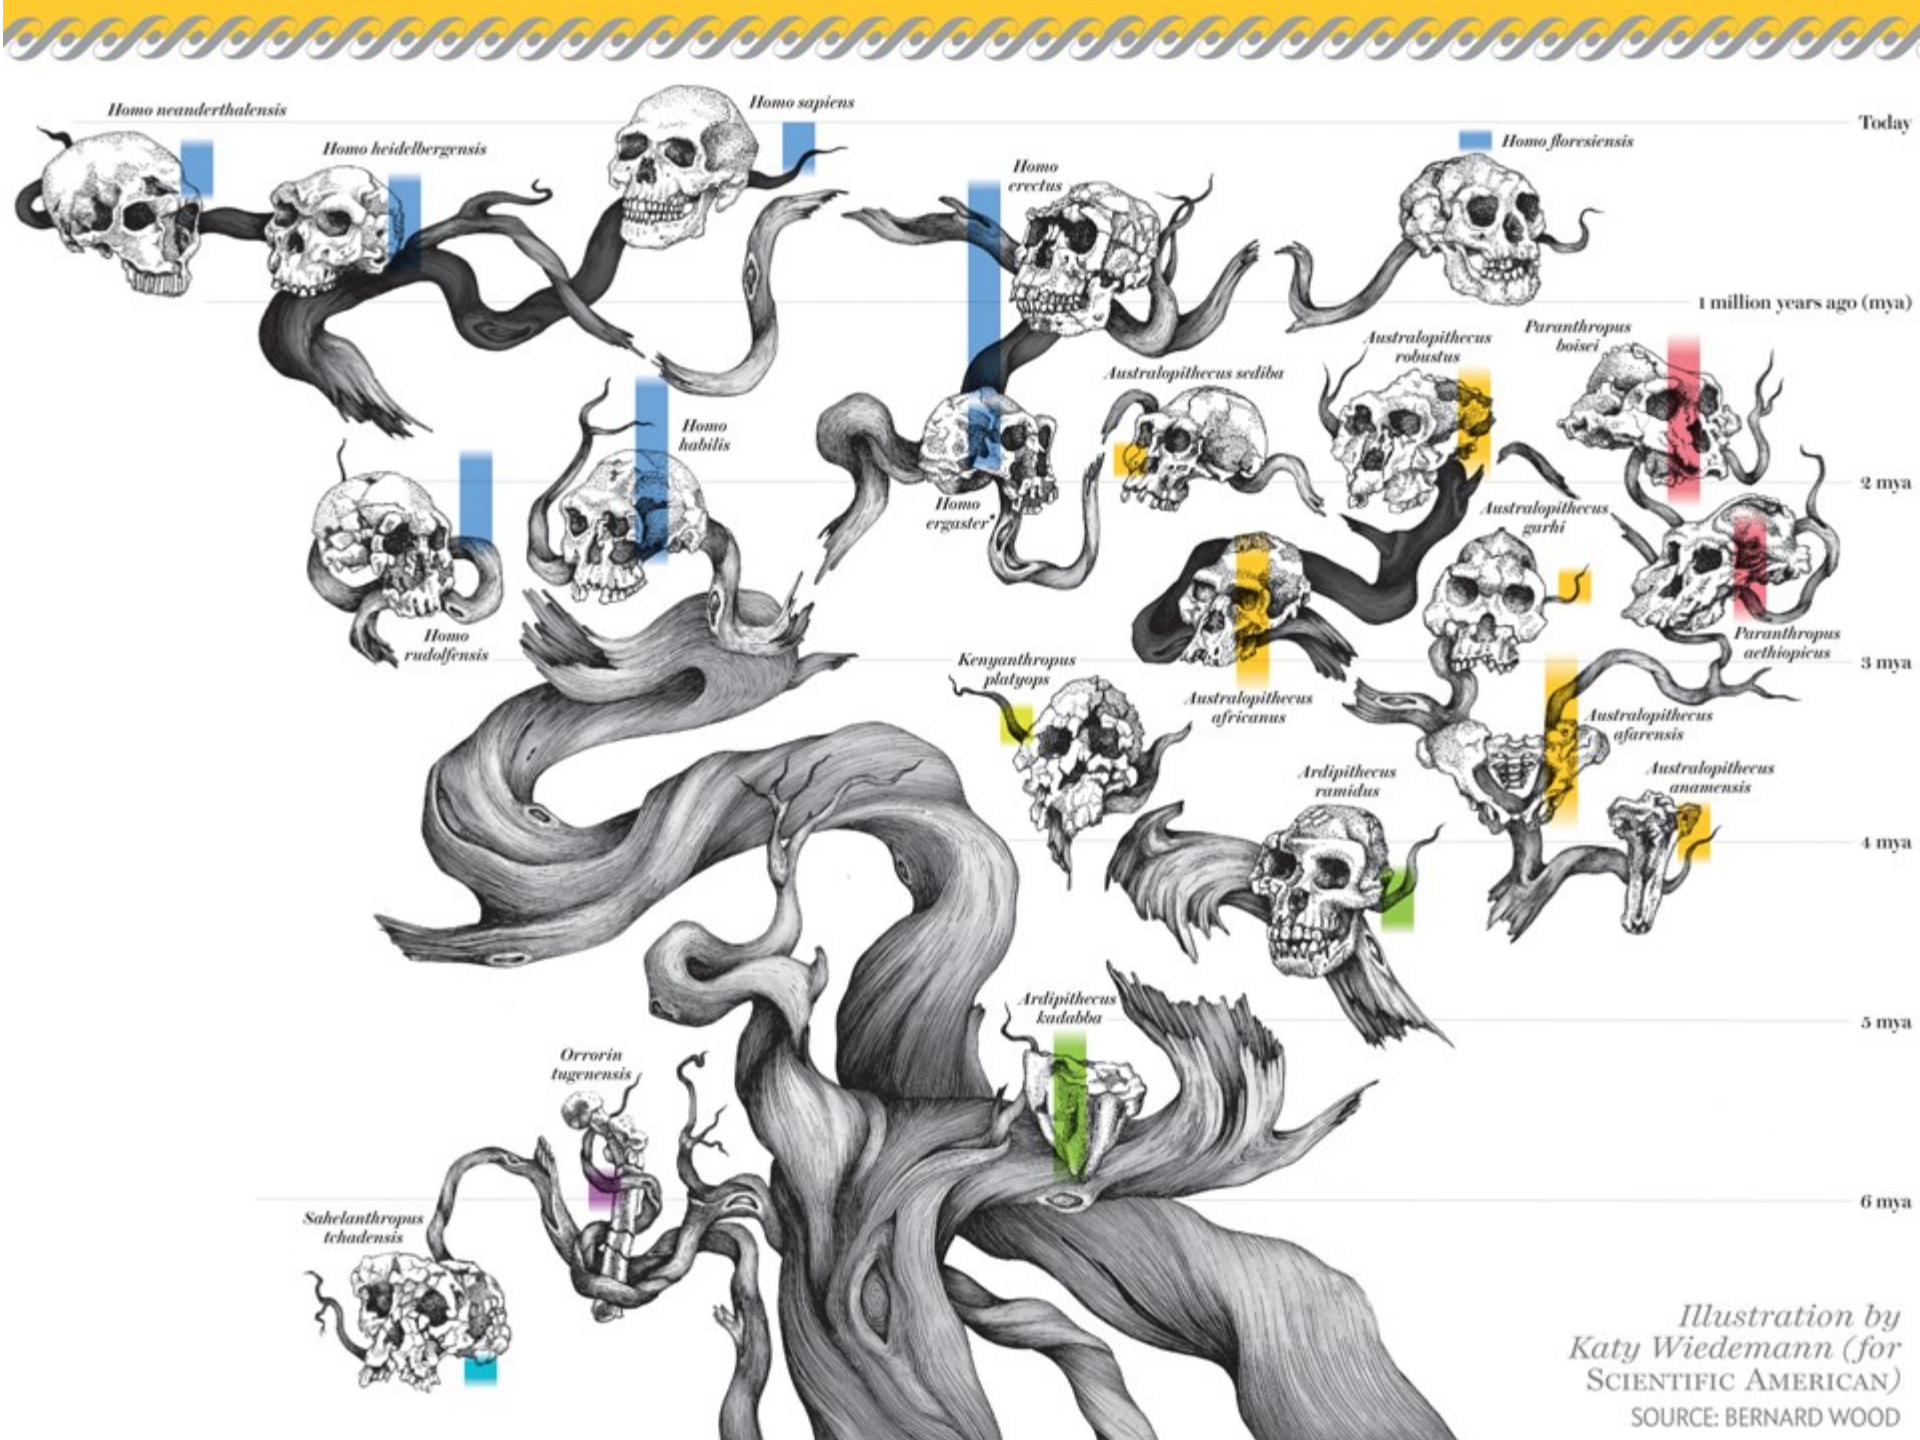 Homo neanderthalensis
Homo sapiens
Today
Homo heidelbergensis
Homo floresiensis
Homo
erectus
1 million years ago (mya)
Paranthropus
boisei
Australopithecus
robustus
Australopithecus sediba
Homo
habilis
2 mya
Homo
ergaster*
Australopithecus
garhi
Homo
rudolfensis
Paranthropus
aethiopicus
Kenyanthropus
platyops
3 mya
Australopithecus
africanus
Australopithecus
afarensis
Ardipithecus
ramidus
Australopithecus
anamensis
4 mya
Ardipithecus
kadabba
5 mya
Orrorin
tugenensis
6 mya
Sahelanthropus
tchadensis
Illustration by
Katy Wiedemann (for
SCIENTIFIC AMERICAN)
SOURCE: BERNARD WOOD